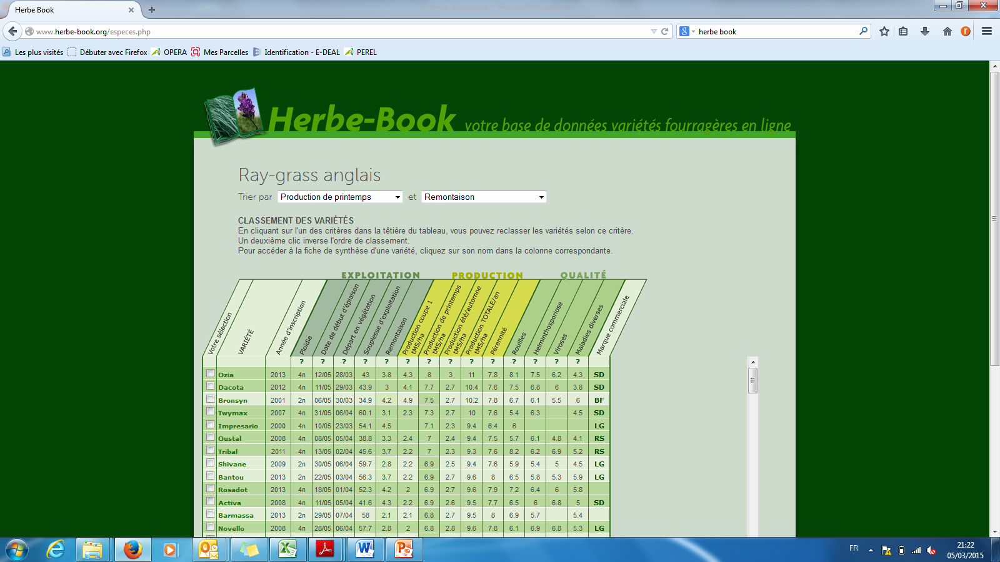 Herbe Book
www.herbe-book.org/especes.php
herbe book
Les plus visités Débuter avec Firefox OPERA Mes Parcelles Identification - E-DEAL PEREL
Herbe-Book votre base de données variétés fourragères en ligne
Ray-grass anglais
Trier par Production de printemps et Remontaison
CLASSEMENT DES VARIÉTÉS
En cliquant sur l'un des critères dans la têtière du tableau, vous pouvez reclasser les variétés selon ce critère.
Un deuxième clic inverse l'ordre de classement.
Pour accéder à la fiche de synthèse d'une variété, cliquez sur son nom dans la colonne correspondante.
EXPLOITATION PRODUCTION QUALITÉ
Votre sélection
VARIÉTÉ
Année d'inscription
Ploïdie
Date de début d'épiaison
Départ en végétation
Souplesse d'exploitation
Remontaison
Production coupe 1
tMS/ha
Production de printemps
tMS/ha
Production été/automne
tMS/ha
Production TOTALE/an
tMS/ha
Pérennité
Rouilles
Helminthosporiose
Viroses
Maladies diverses
Marque commerciale
? ? ? ? ? ? ? ? ? ? ? ? ? ?
Ozia 2013 4n 12/05 28/03 43 3.8 4.3 8 3 11 7.8 8.1 7.5 6.2 4.3 SD
Dacota 2012 4n 11/05 29/03 43.9 3 4.1 7.7 2.7 10.4 7.6 7.5 6.8 6 3.8 SD
Bronsyn 2001 2n 06/05 30/03 34.9 4.2 4.9 7.5 2.7 10.2 7.8 6.7 6.1 5.5 6 BF
Twymax 2007 4n 31/05 06/04 60.1 3.1 2.3 7.3 2.7 10 7.6 5.4 6.3 4.5 SD
Impresario 2000 4n 10/05 23/03 54.1 4.5 7.1 2.3 9.4 6.4 6 LG
Oustal 2008 4n 08/05 05/04 38.8 3.3 2.4 7 2.4 9.4 7.5 5.7 6.1 4.8 4.1 RS
Tribal 2011 4n 13/05 02/04 45.6 3.7 2.2 7 2.3 9.3 7.6 8.2 6.2 6.9 5.2 RS
Shivane 2009 2n 30/05 06/04 59.7 2.8 2.2 6.9 2.5 9.4 7.6 5.9 5.4 5 4.5 LG
Bantou 2013 2n 22/05 03/04 56.3 3.7 2.2 6.9 2.7 9.6 8 6.5 5.8 5.3 5.9 LG
Rosadot 2013 4n 18/05 01/04 52.3 4.2 2 6.9 2.7 9.6 7.9 7.2 6.4 6 5.8
Activa 2008 4n 11/05 05/04 41.6 4.3 2.2 6.9 2.6 9.5 7.7 6.5 6 6.8 5 SD
Barmassa 2013 2n 29/05 07/04 58 2.1 2.1 6.8 2.7 9.5 8 6.9 5.7 5.4
Novello 2008 4n 28/05 06/04 57.7 2.8 2 6.8 2.8 9.6 7.8 6.1 6.9 6.8 5.3 LG
FR
21:22
05/03/2015